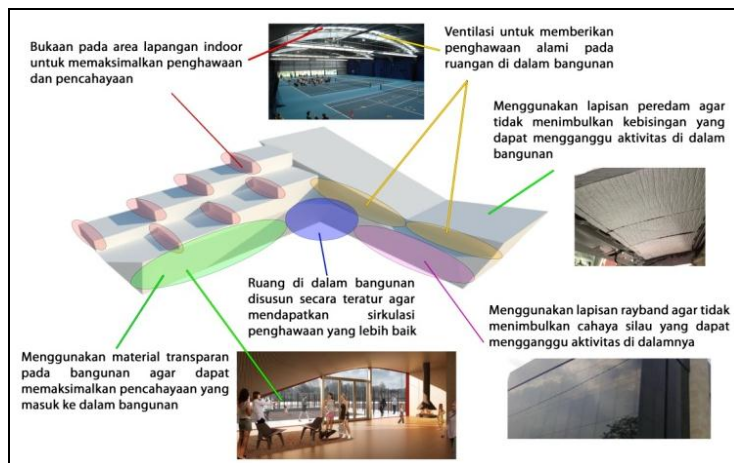 Bukaan pada area lapangan indoor
untuk memaksimalkan penghawaan
dan pencahayaan
Ventilasi untuk memberikan
penghawaan alami pada
ruangan di dalam bangunan
Menggunakan lapisan peredam agar
tidak menimbulkan kebisingan yang
dapat mengganggu aktivitas di dalam
bangunan
Ruang di dalam bangunan
disusun secara teratur agar
mendapatkan sirkulasi
penghawaan yang lebih baik
Menggunakan lapisan rayband agar tidak
menimbulkan cahaya silau yang dapat
mengganggu aktivitas di dalamnya
Menggunakan material transparan
pada bangunan agar dapat
memaksimalkan pencahayaan yang
masuk ke dalam bangunan